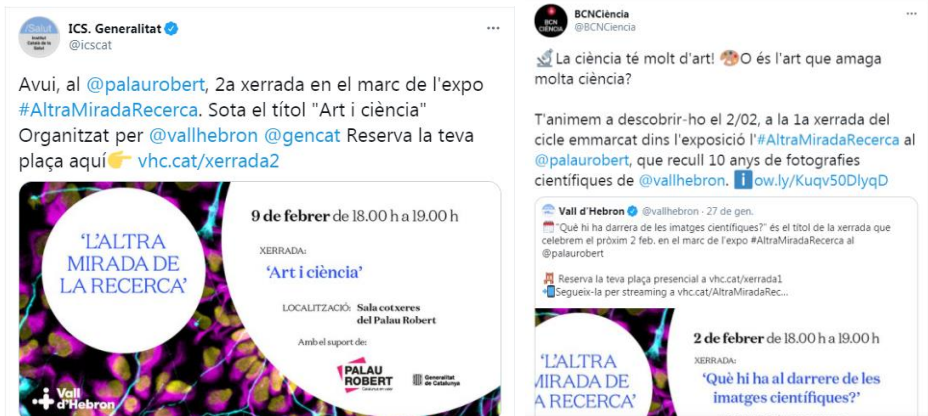 ICS. Generalitat
@icscat
Avui, al @palaurobert, 2a xerrada en el marc de l'expo
#AltraMiradaRecerca. Sota el títol "Art i ciència"
Organitzat per @vallhebron @gencat Reserva la teva
plaça aquí👉 vhc.cat/xerrada2
/Salut
Institut
Català de la
Salut
'L'ALTRA
MIRADA DE
LA RECERCA'
9 de febrer de 18.00 h a 19.00 h
XERRADA:
'Art i ciència'
LOCALITZACIÓ: Sala cotxeres
del Palau Robert
Amb el suport de:
PALAU
ROBERT
Generalitat
de Catalunya
Vall
d'Hebron
BCN
CIÈNCIA
BCNCiència
@BCNCiencia
🔬La ciència té molt d'art! 🎨O és l'art que amaga
molta ciència?
T'animem a descobrir-ho el 2/02, a la 1a xerrada del
cicle emmarcat dins l'exposició l'#AltraMiradaRecerca al
@palaurobert, que recull 10 anys de fotografies
científiques de @vallhebron. ℹ️ow.ly/Kuqv50DlyqD
Vall d'Hebron @vallhebron · 27 de gen.
"Què hi ha darrera de les imatges científiques?" és el títol de la xerrada que
celebrem el pròxim 2 feb. en el marc de l'expo #AltraMiradaRecerca al
@palaurobert
Reserva la teva plaça presencial a vhc.cat/xerrada1
Segueix-la per streaming a vhc.cat/AltraMiradaRec...
'L'ALTRA
MIRADA DE
LA RECERCA'
2 de febrer de 18.00 h a 19.00 h
XERRADA:
'Què hi ha al darrere de les
imatges científiques?'